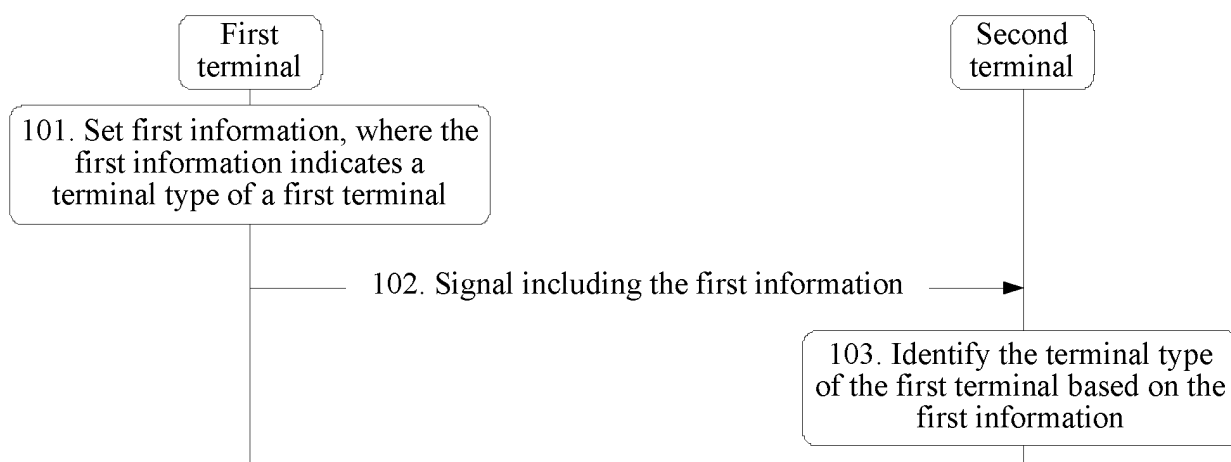 First
terminal
Second
terminal
101. Set first information, where the
first information indicates a
terminal type of a first terminal
102. Signal including the first information
103. Identify the terminal type
of the first terminal based on the
first information